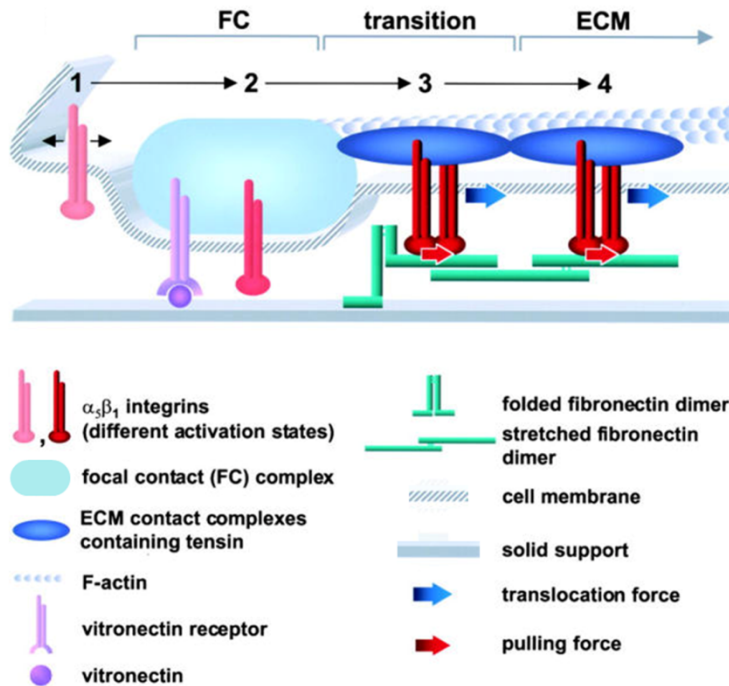 FC transition ECM
1 2 3 4
α5β1 integrins
(different activation states)
,
focal contact (FC) complex
ECM contact complexes
containing tensin
F-actin
vitronectin receptor
vitronectin
folded fibronectin dimer
stretched fibronectin
dimer
cell membrane
solid support
translocation force
pulling force